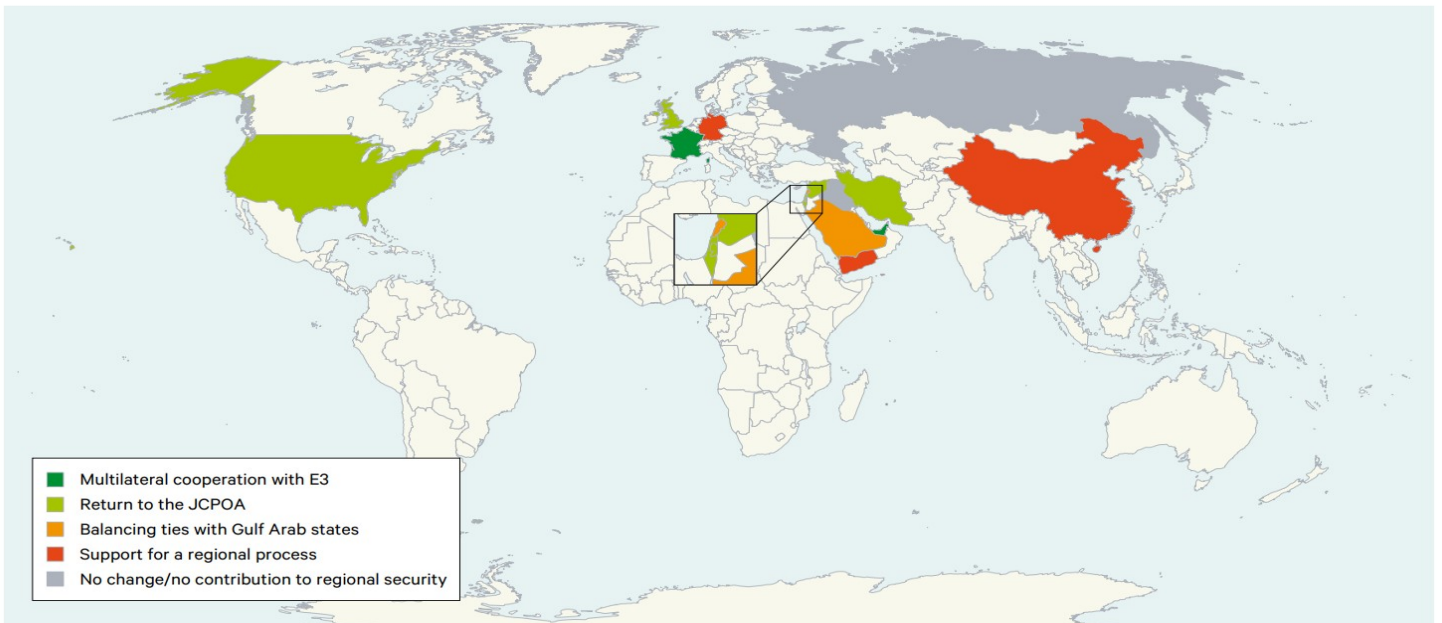 Multilateral cooperation with E3
Return to the JCPOA
Balancing ties with Gulf Arab states
Support for a regional process
No change/no contribution to regional security